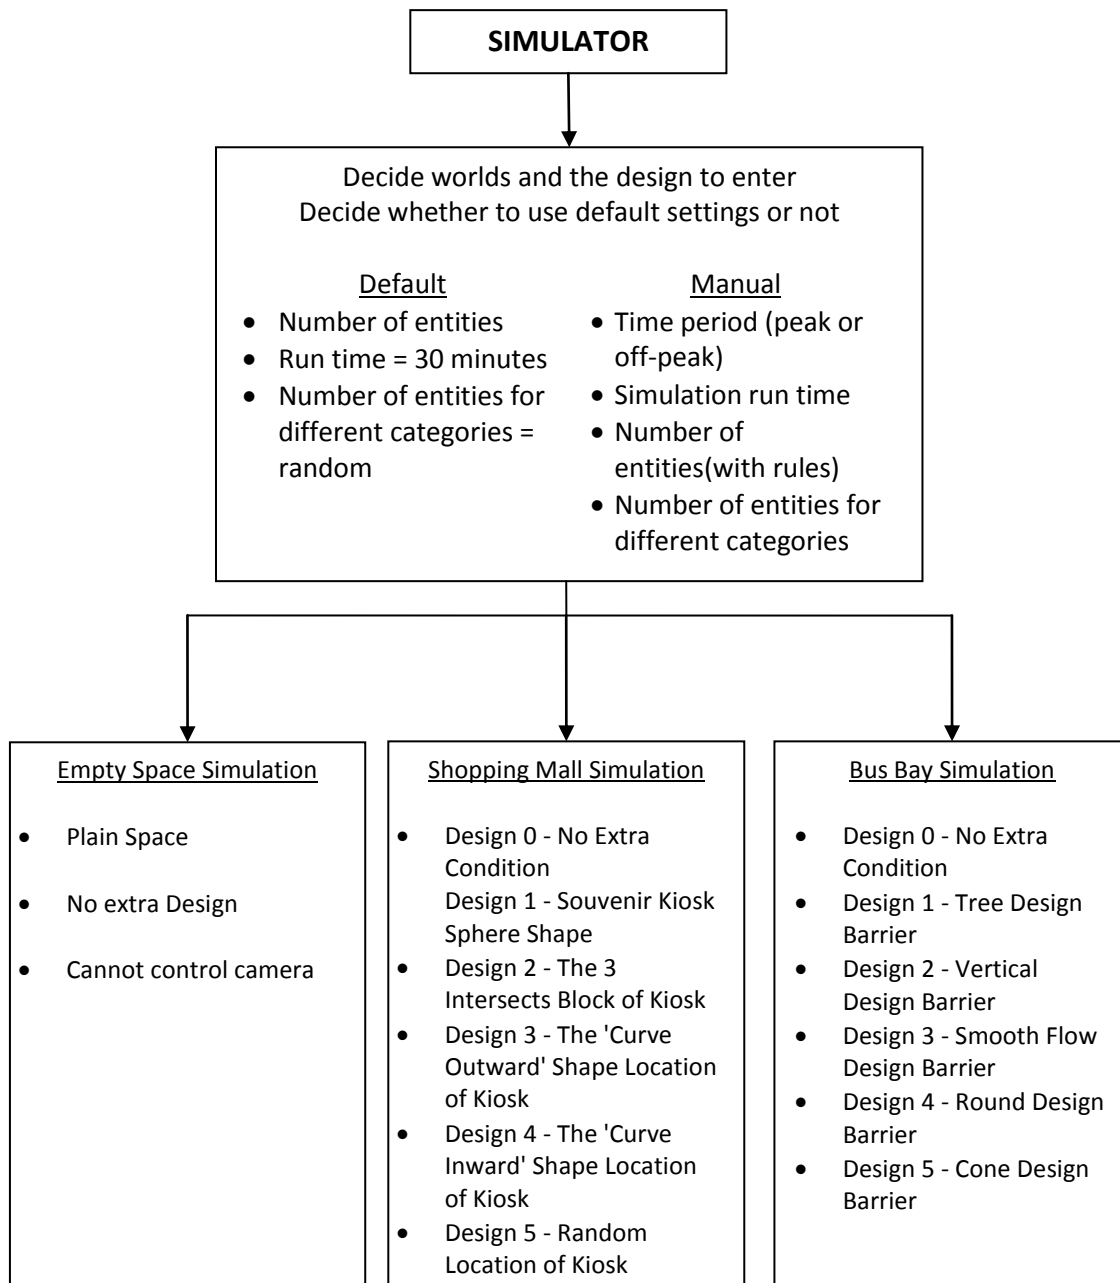 SIMULATOR
Decide worlds and the design to enter
Decide whether to use default settings or not
Default
• Number of entities
• Run time = 30 minutes
• Number of entities for
different categories =
random
Manual
• Time period (peak or
off-peak)
• Simulation run time
• Number of
entities(with rules)
• Number of entities for
different categories
Empty Space Simulation
• Plain Space
• No extra Design
• Cannot control camera
Shopping Mall Simulation
• Design 0 - No Extra
Condition
Design 1 - Souvenir Kiosk
Sphere Shape
• Design 2 - The 3
Intersects Block of Kiosk
• Design 3 - The 'Curve
Outward' Shape Location
of Kiosk
• Design 4 - The 'Curve
Inward' Shape Location
of Kiosk
• Design 5 - Random
Location of Kiosk
Bus Bay Simulation
• Design 0 - No Extra
Condition
• Design 1 - Tree Design
Barrier
• Design 2 - Vertical
Design Barrier
• Design 3 - Smooth Flow
Design Barrier
• Design 4 - Round Design
Barrier
• Design 5 - Cone Design
Barrier